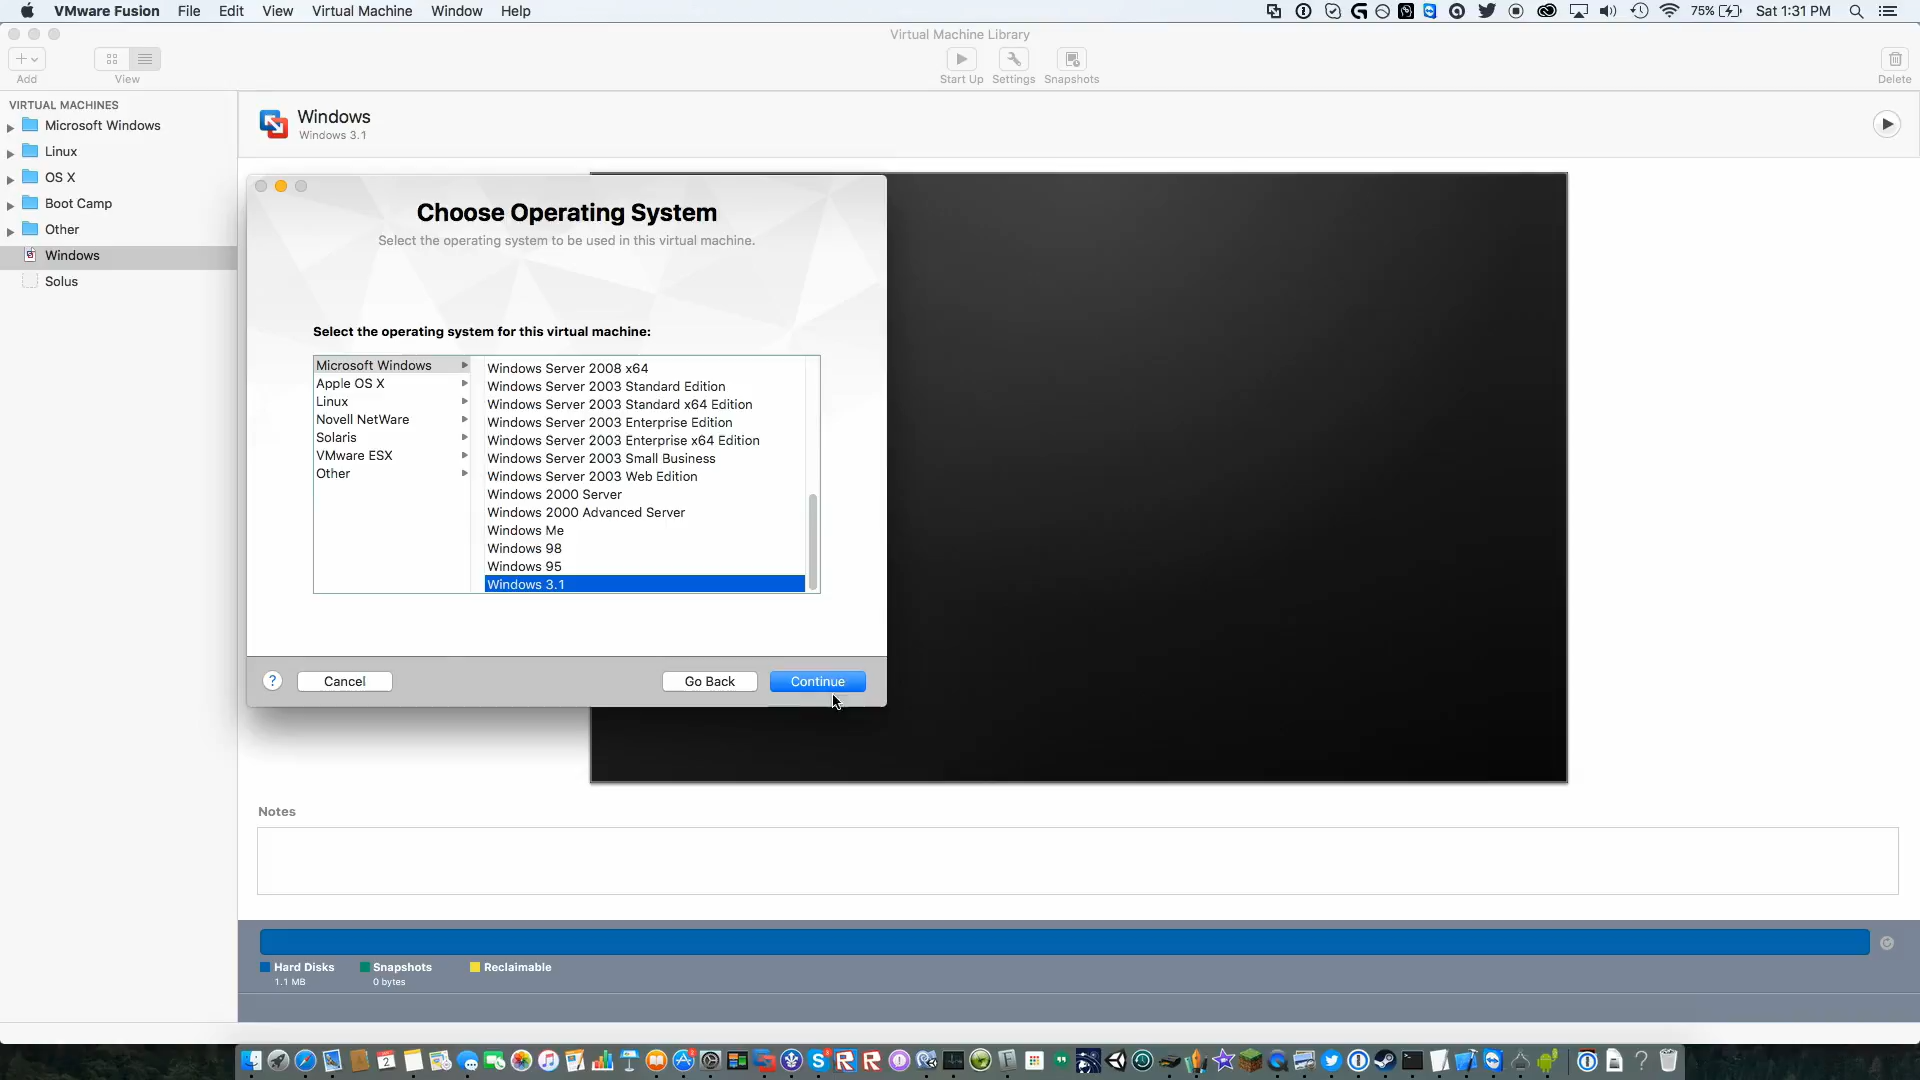 VMware Fusion File Edit View Virtual Machine Window Help 75% Sat 1:31 PM
Virtual Machine Library
Add View Start Up Settings Snapshots Delete
VIRTUAL MACHINES
Microsoft Windows
Linux
OS X
Boot Camp
Other
Windows
Solus
Windows
Windows 3.1
Choose Operating System
Select the operating system to be used in this virtual machine.
Select the operating system for this virtual machine:
Microsoft Windows
Apple OS X
Linux
Novell NetWare
Solaris
VMware ESX
Other
Windows Server 2008 x64
Windows Server 2003 Standard Edition
Windows Server 2003 Standard x64 Edition
Windows Server 2003 Enterprise Edition
Windows Server 2003 Enterprise x64 Edition
Windows Server 2003 Small Business
Windows Server 2003 Web Edition
Windows 2000 Server
Windows 2000 Advanced Server
Windows Me
Windows 98
Windows 95
Windows 3.1
? Cancel Go Back Continue
Notes
Hard Disks Snapshots Reclaimable
1.1 MB 0 bytes